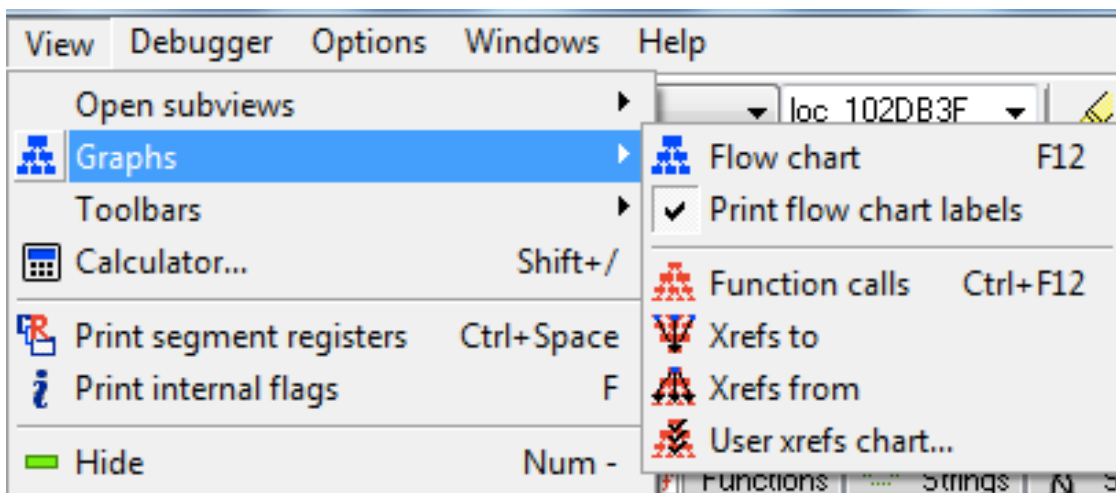 View Debugger Options Windows Help
Open subviews
loc_102DB3F
Graphs
Flow chart F12
Toolbars
Print flow chart labels
Calculator... Shift+/
Function calls Ctrl+F12
Print segment registers Ctrl+Space
Xrefs to
Print internal flags F
Xrefs from
User xrefs chart...
Hide Num -
Functions Strings